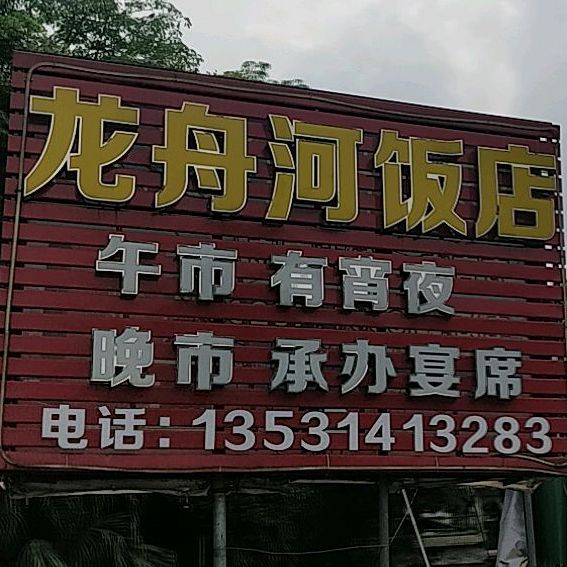 龙舟河饭店
午市 有宵夜
晚市 承办宴席
电话：13531413283